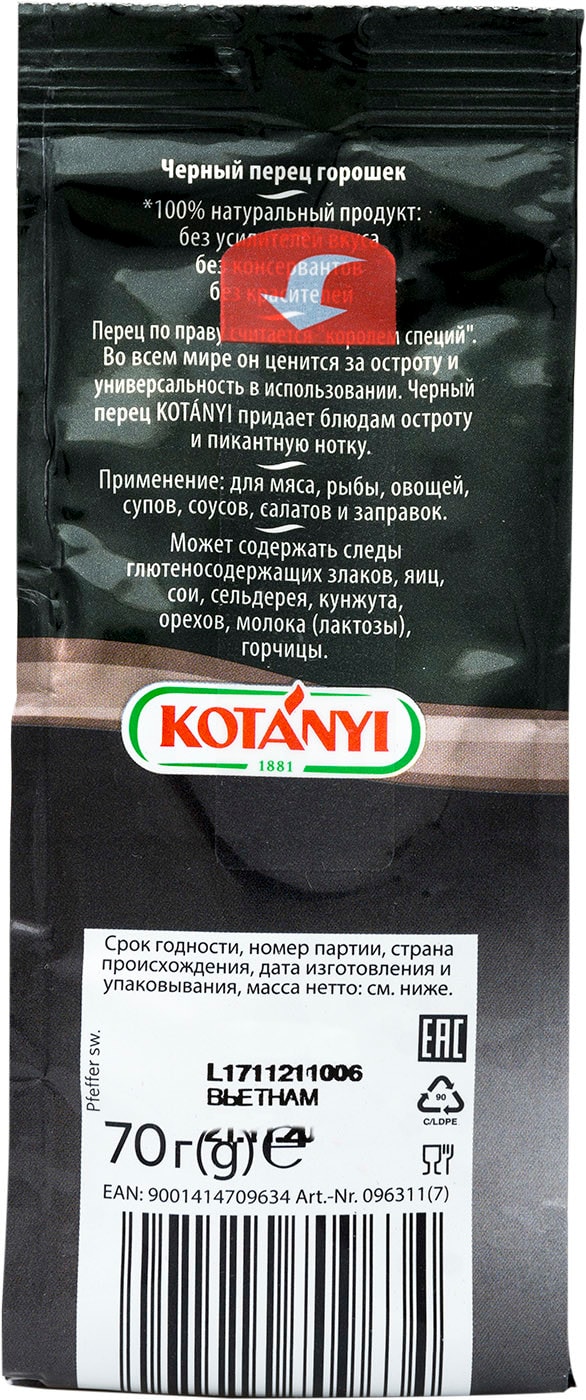 Черный перец горошек
*100% натуральный продукт:
без усилителей вкуса
без консервантов
без красителей
Перец по праву считается "королем специй".
Во всем мире он ценится за остроту и
универсальность в использовании. Черный
перец KOTÁNYI придает блюдам остроту
и пикантную нотку.
Применение: для мяса, рыбы, овощей,
супов, соусов, салатов и заправок.
Может содержать следы
глютеносодержащих злаков, яиц,
сои, сельдерея, кунжута,
орехов, молока (лактозы),
горчицы.
KOTÁNYI
1881
Срок годности, номер партии, страна
происхождения, дата изготовления и
упаковывания, масса нетто: см. ниже.
Pfeffer sw.
EAC
L1711211006
ВЬЕТНАМ
90
C/LDPE
70г(g)℮
EAN: 9001414709634 Art.-Nr. 096311(7)